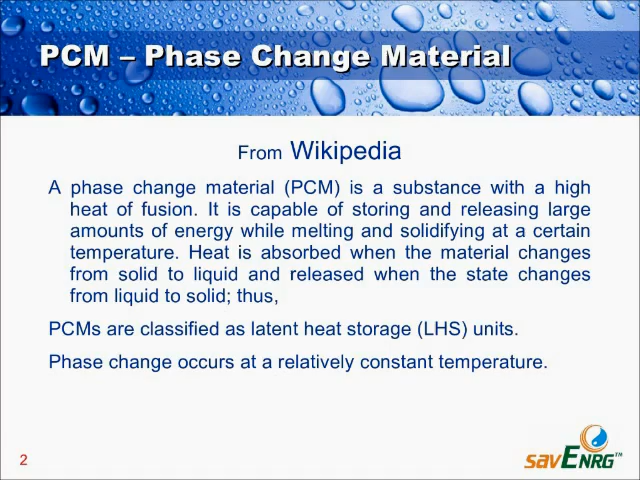 PCM – Phase Change Material
From Wikipedia
A phase change material (PCM) is a substance with a high
heat of fusion. It is capable of storing and releasing large
amounts of energy while melting and solidifying at a certain
temperature. Heat is absorbed when the material changes
from solid to liquid and released when the state changes
from liquid to solid; thus,
PCMs are classified as latent heat storage (LHS) units.
Phase change occurs at a relatively constant temperature.
2
savENRG™